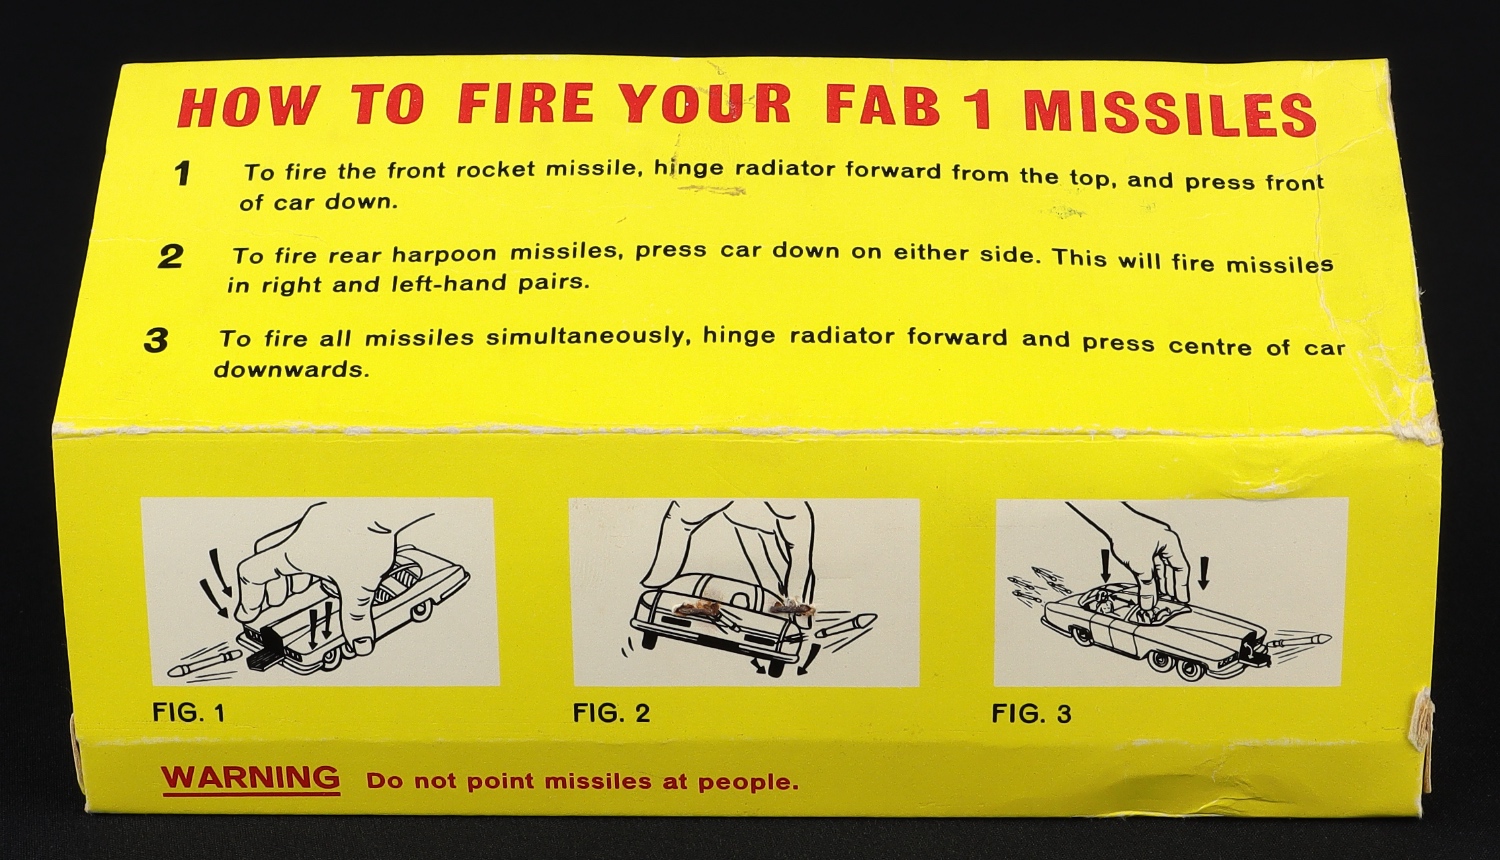 HOW TO FIRE YOUR FAB 1 MISSILES
1 To fire the front rocket missile, hinge radiator forward from the top, and press front
of car down.
2 To fire rear harpoon missiles, press car down on either side. This will fire missiles
in right and left-hand pairs.
3 To fire all missiles simultaneously, hinge radiator forward and press centre of car
downwards.
FIG. 1 FIG. 2 FIG. 3
WARNING Do not point missiles at people.